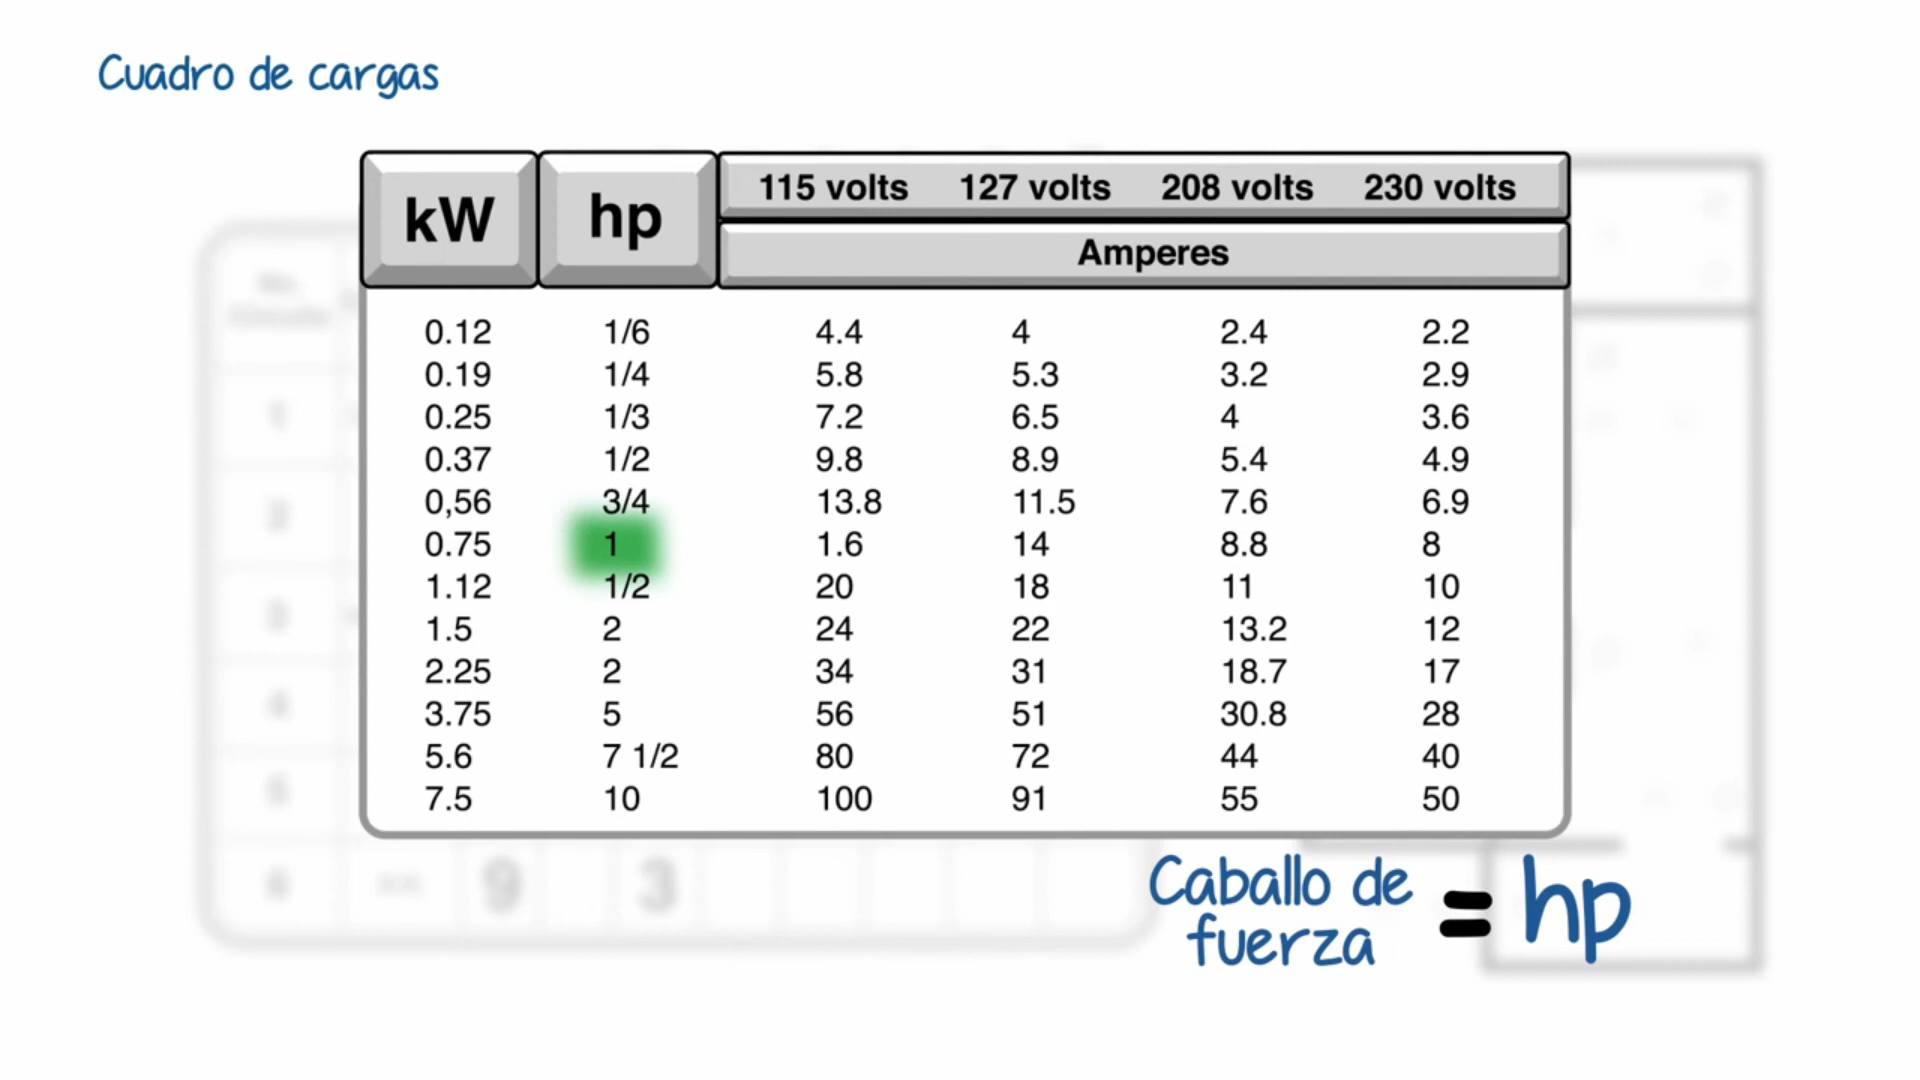 Cuadro de cargas
kW hp 115 volts 127 volts 208 volts 230 volts
Amperes
0.12 1/6 4.4 4 2.4 2.2
0.19 1/4 5.8 5.3 3.2 2.9
0.25 1/3 7.2 6.5 4 3.6
0.37 1/2 9.8 8.9 5.4 4.9
0,56 3/4 13.8 11.5 7.6 6.9
0.75 1 1.6 14 8.8 8
1.12 1/2 20 18 11 10
1.5 2 24 22 13.2 12
2.25 2 34 31 18.7 17
3.75 5 56 51 30.8 28
5.6 7 1/2 80 72 44 40
7.5 10 100 91 55 50
9 3
Caballo de
fuerza = hp